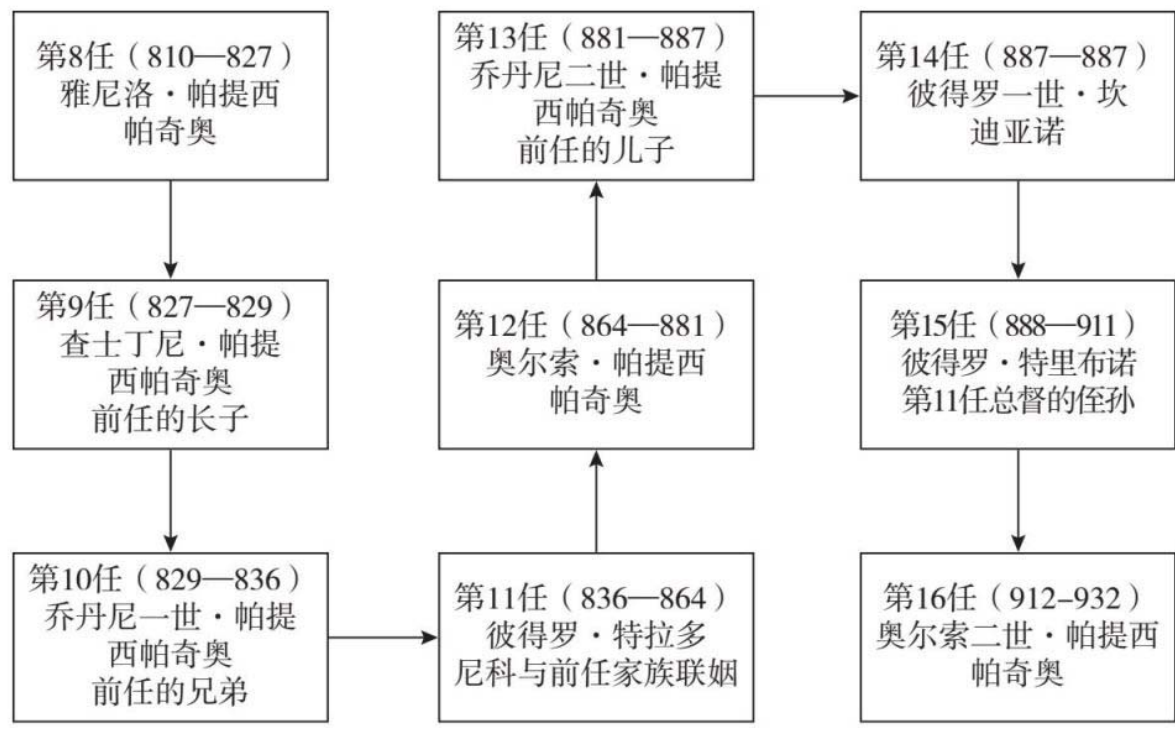 第8任（810—827）
雅尼洛·帕提西
帕奇奥
第9任（827—829）
查士丁尼·帕提
西帕奇奥
前任的长子
第10任（829—836）
乔丹尼一世·帕提
西帕奇奥
前任的兄弟
第11任（836—864）
彼得罗·特拉多
尼科与前任家族联姻
第12任（864—881）
奥尔索·帕提西
帕奇奥
第13任（881—887）
乔丹尼二世·帕提
西帕奇奥
前任的儿子
第14任（887—887）
彼得罗一世·坎
迪亚诺
第15任（888—911）
彼得罗·特里布诺
第11任总督的侄孙
第16任（912–932）
奥尔索二世·帕提西
帕奇奥